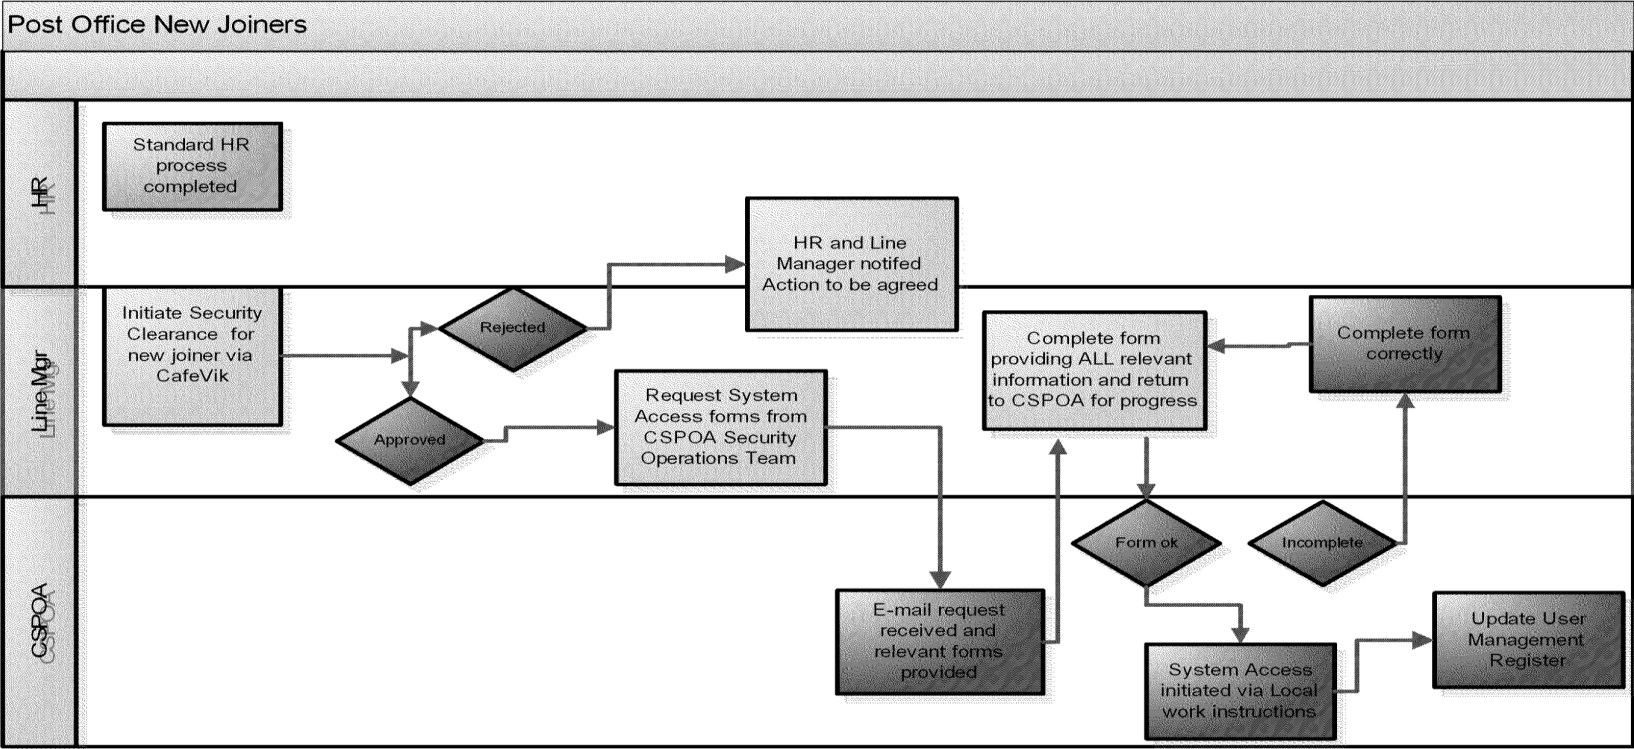 Post Office New Joiners
HR
Standard HR
process
completed
HR and Line
Manager notifed
Action to be agreed
Line Mgr
Initiate Security
Clearance for
new joiner via
CafeVik
Rejected
Approved
Request System
Access forms from
CSPOA Security
Operations Team
Complete form
providing ALL relevant
information and return
to CSPOA for progress
Complete form
correctly
CSPOA
E-mail request
received and
relevant forms
provided
Form ok
Incomplete
System Access
initiated via Local
work instructions
Update User
Management
Register